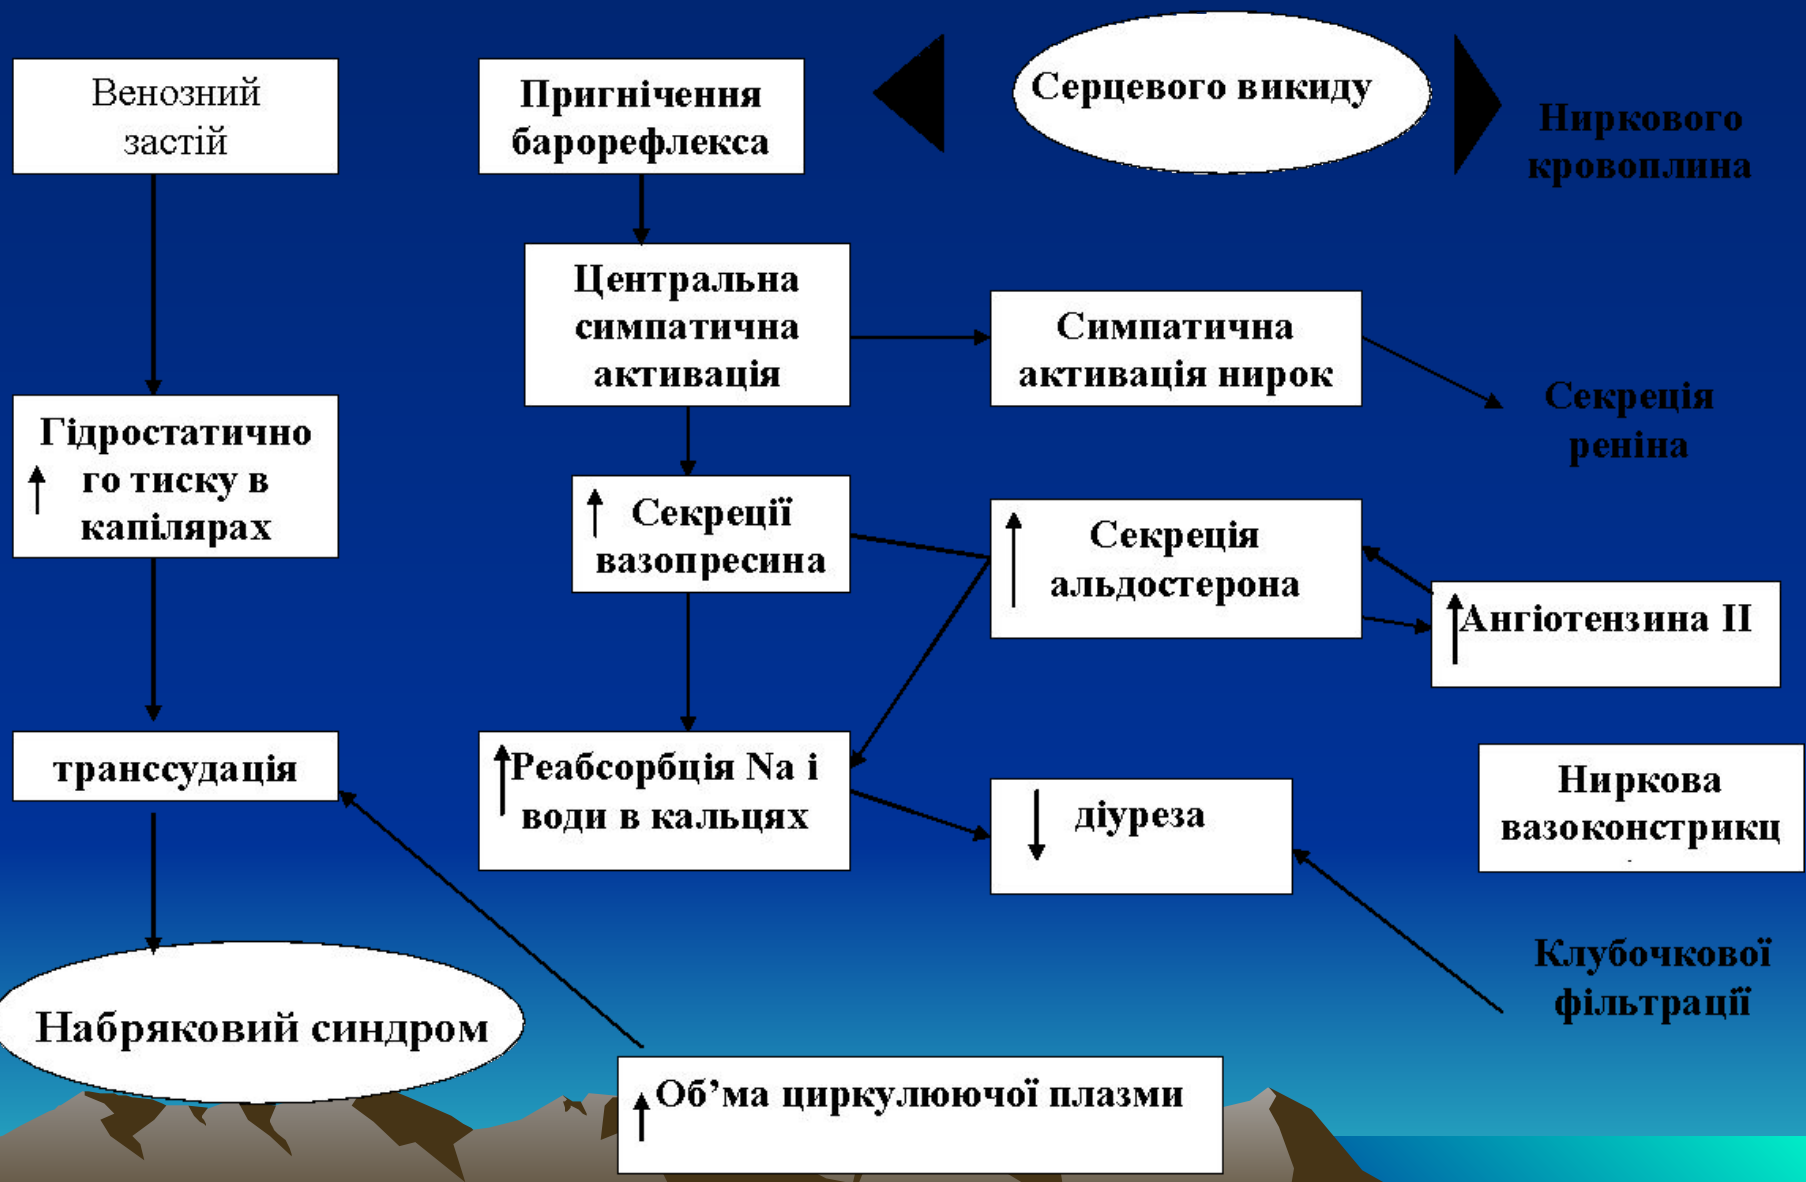 Венозний
застій
Пригнічення
барорефлекса
Серцевого викиду
Ниркового
кровоплина
Центральна
симпатична
активація
Симпатична
активація нирок
Секреція
реніна
Гідростатично
го тиску в
капілярах
Секреції
вазопресина
Секреція
альдостерона
Ангіотензина II
транссудація
Реабсорбція Na і
води в кальцях
діуреза
Ниркова
вазоконстрикц
Клубочкової
фільтрації
Набряковий синдром
Об’ма циркулюючої плазми